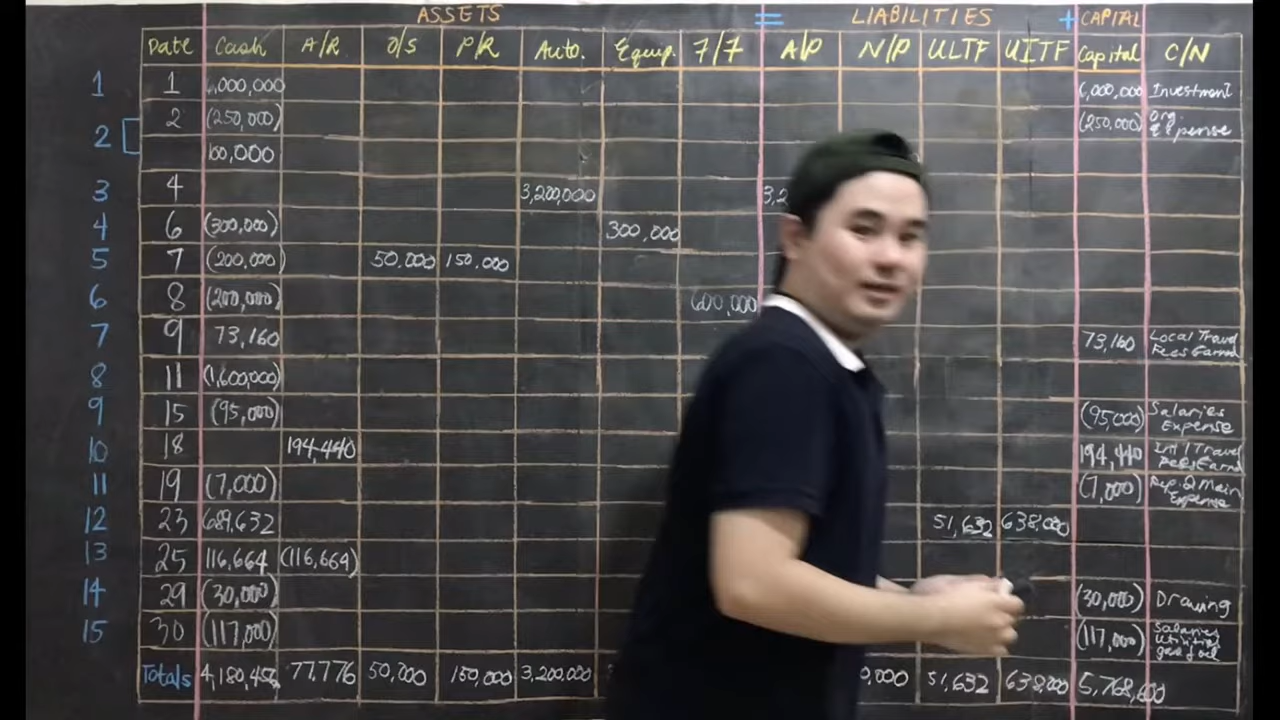 ASSETS = LIABILITIES + CAPITAL
Date Cash A/R O/S P/R Auto. Equip. F/F A/P N/P ULTF UITF Capital C/N
1 1 ,000,000 ,000,000 Investment
2 2 (250,000) (250,000) Org. Expense
160,000
3 4 3,200,000 3,2
4 6 (300,000) 300,000
5 7 (200,000) 50,000 150,000
6 8 (200,000) 600,000
7 9 73,160 73,160 Local Travel Fees Earned
8 11 (1,600,000)
9 15 (95,000) (95,000) Salaries Expense
10 18 194,440 194,440 Int'l Travel Fees Earned
11 19 (7,000) (7,000) Rep. & Main Expense
12 23 689,632 51,632 638,000
13 25 116,664 (116,664)
14 29 (30,000) (30,000) Drawing
15 30 (117,000) (117,000) Salaries Utilities gas & oil
Totals 4,180,456 77,776 50,000 150,000 3,200,000 0,000 51,632 638,000 5,768,600